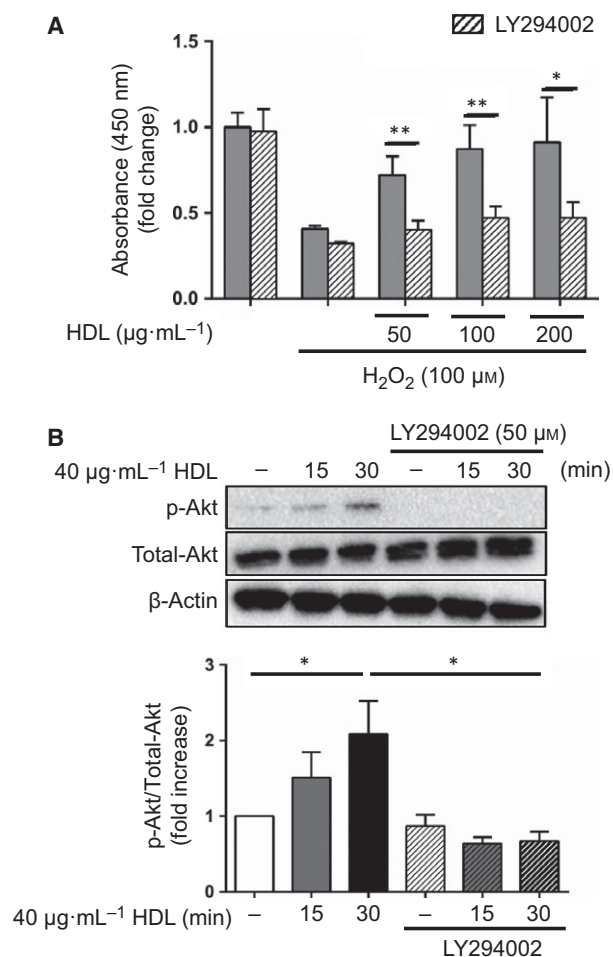 A
LY294002
1.5
1.0
0.5
0.0
Absorbance (450 nm)
(fold change)
** ** *
HDL (µg·mL⁻¹) 50 100 200
H₂O₂ (100 µM)
B
LY294002 (50 µM)
40 µg·mL⁻¹ HDL – 15 30 – 15 30 (min)
p-Akt
Total-Akt
β-Actin
3
2
1
0
p-Akt/Total-Akt
(fold increase)
* *
40 µg·mL⁻¹ HDL (min) – 15 30 – 15 30
LY294002